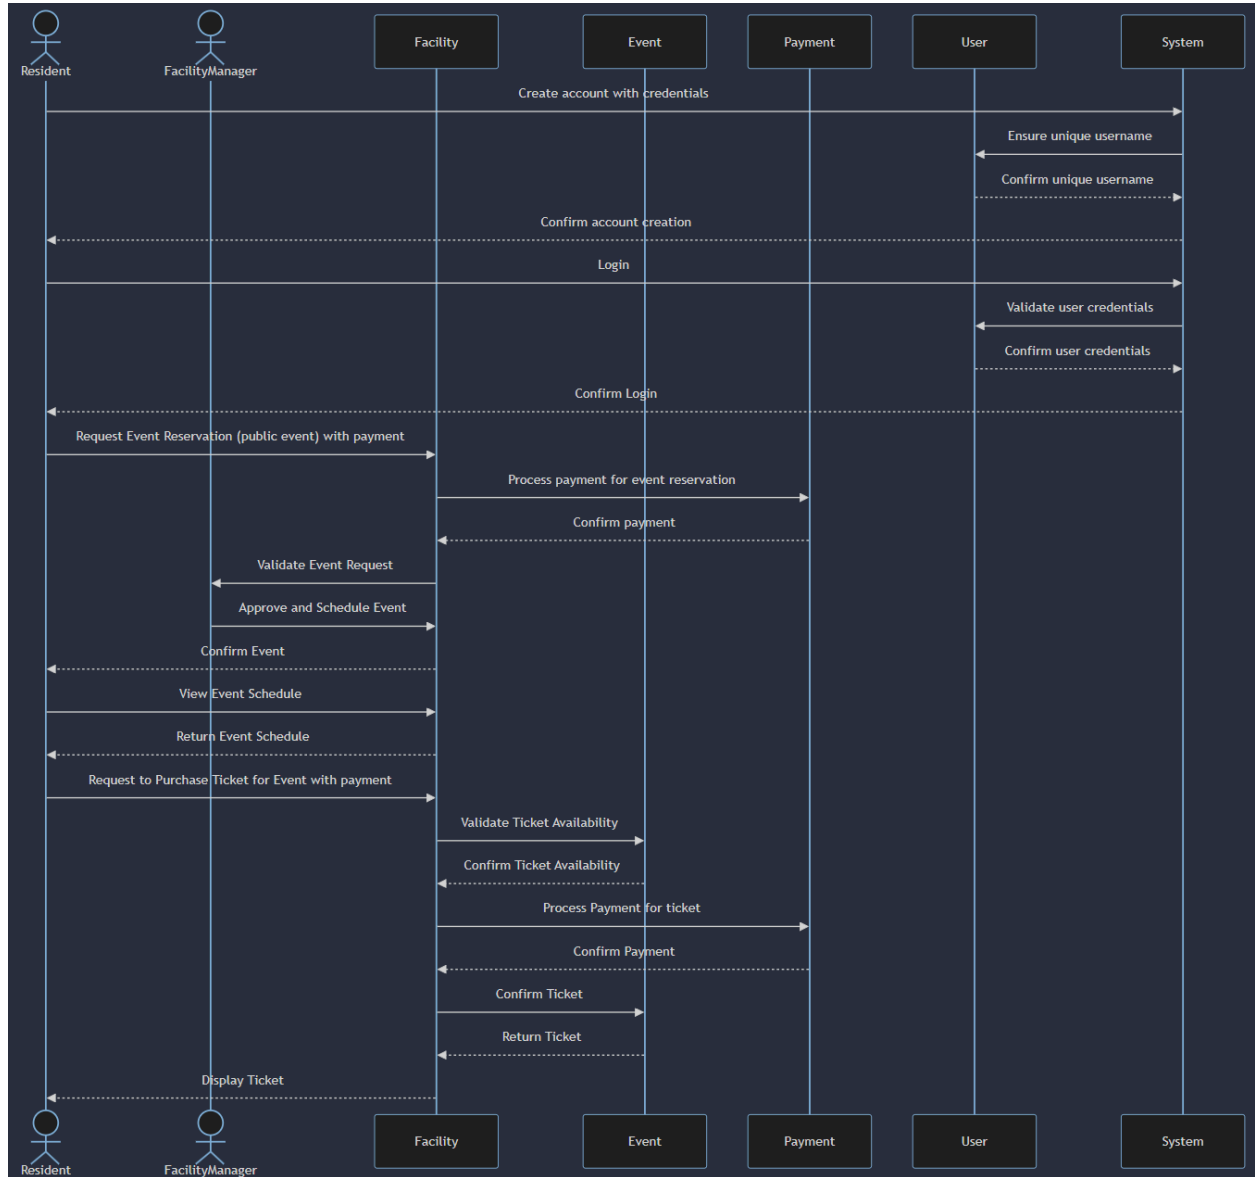 Resident
FacilityManager
Facility
Event
Payment
User
System
Create account with credentials
Ensure unique username
Confirm unique username
Confirm account creation
Login
Validate user credentials
Confirm user credentials
Confirm Login
Request Event Reservation (public event) with payment
Process payment for event reservation
Confirm payment
Validate Event Request
Approve and Schedule Event
Confirm Event
View Event Schedule
Return Event Schedule
Request to Purchase Ticket for Event with payment
Validate Ticket Availability
Confirm Ticket Availability
Process Payment for ticket
Confirm Payment
Confirm Ticket
Return Ticket
Display Ticket
Resident
FacilityManager
Facility
Event
Payment
User
System